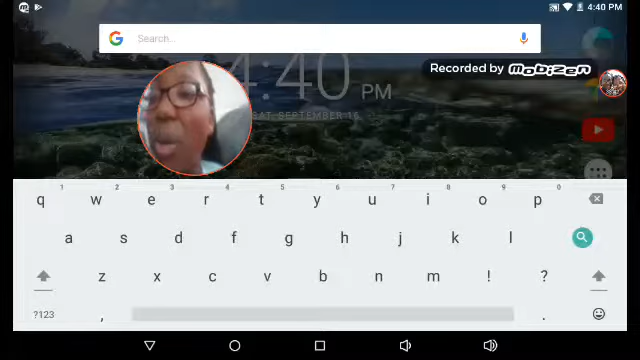 4:40 PM
G Search...
4:40 PM
SAT, SEPTEMBER 16
Recorded by MOBIZEN
1 2 3 4 5 6 7 8 9 0
q w e r t y u i o p
a s d f g h j k l
z x c v b n m ! ?
?123 , .